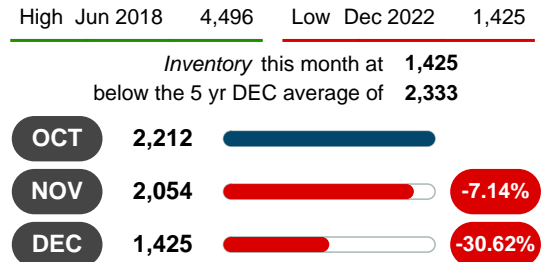 High Jun 2018 4,496 Low Dec 2022 1,425
Inventory this month at 1,425
below the 5 yr DEC average of 2,333
OCT 2,212
NOV 2,054 -7.14%
DEC 1,425 -30.62%